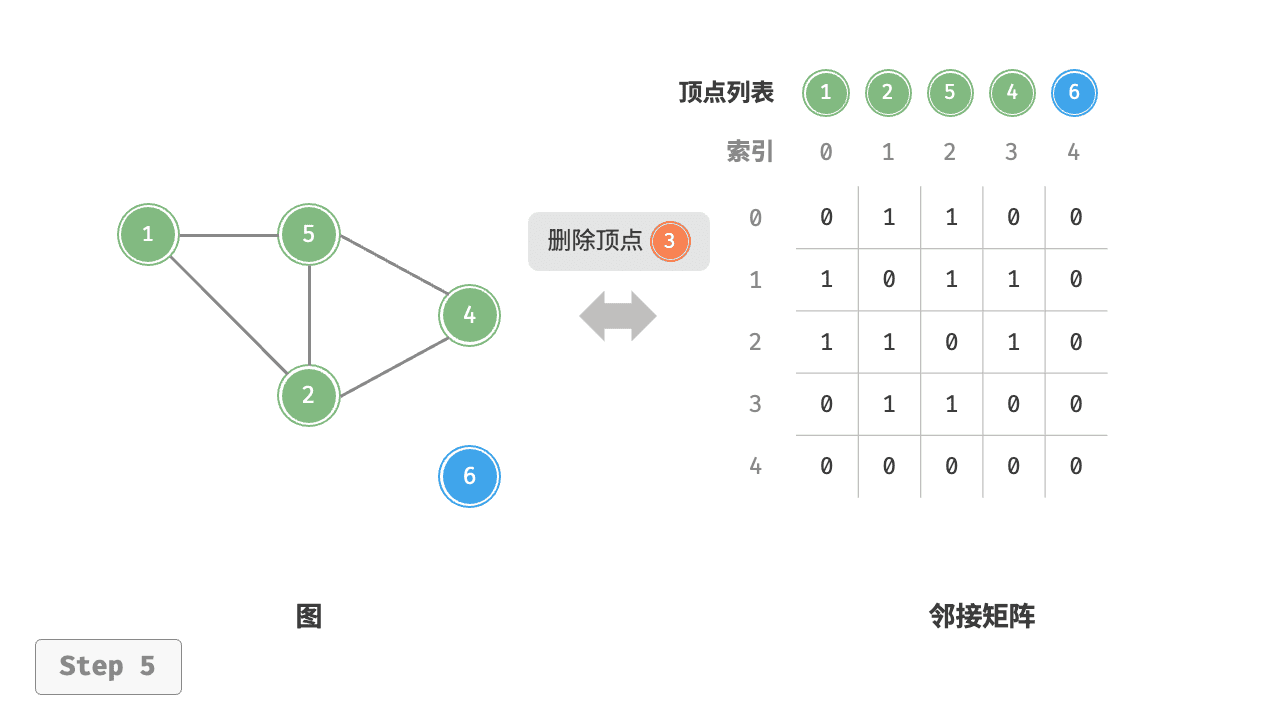 顶点列表 1 2 5 4 6
索引 0 1 2 3 4
1 5 4 2 6
删除顶点 3
0 0 1 1 0 0
1 1 0 1 1 0
2 1 1 0 1 0
3 0 1 1 0 0
4 0 0 0 0 0
图
邻接矩阵
Step 5